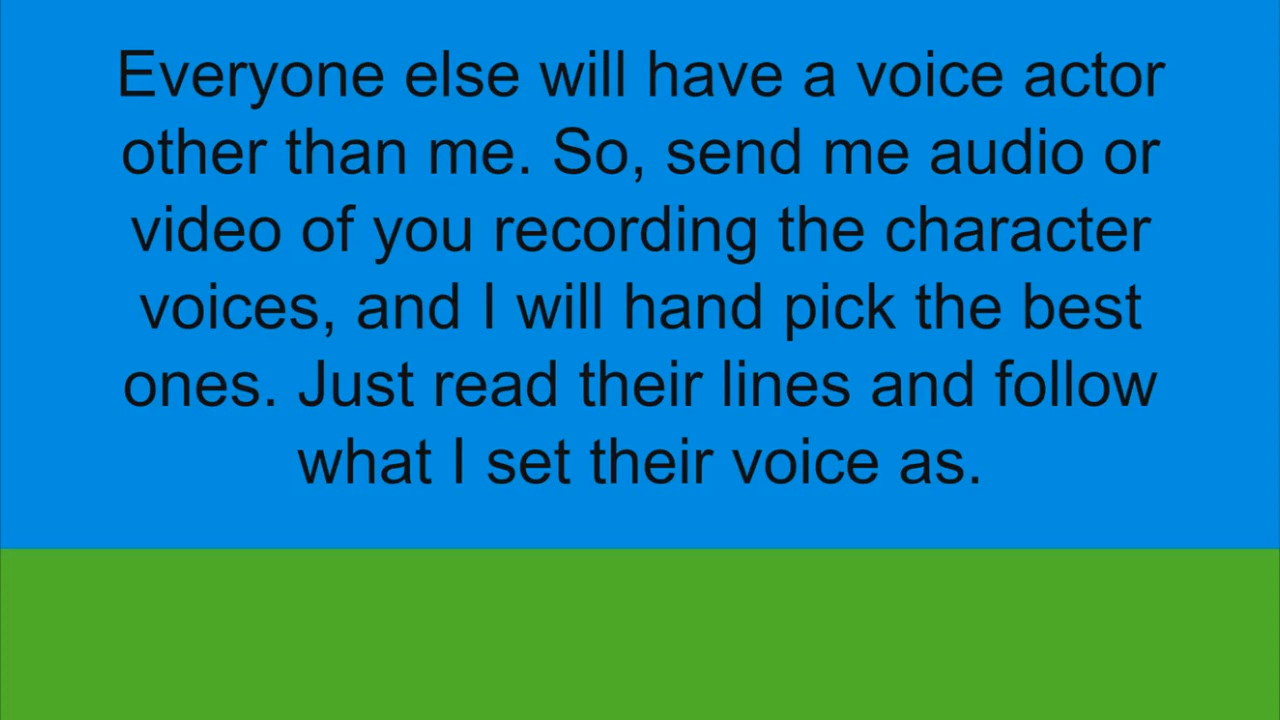 Everyone else will have a voice actor
other than me. So, send me audio or
video of you recording the character
voices, and I will hand pick the best
ones. Just read their lines and follow
what I set their voice as.